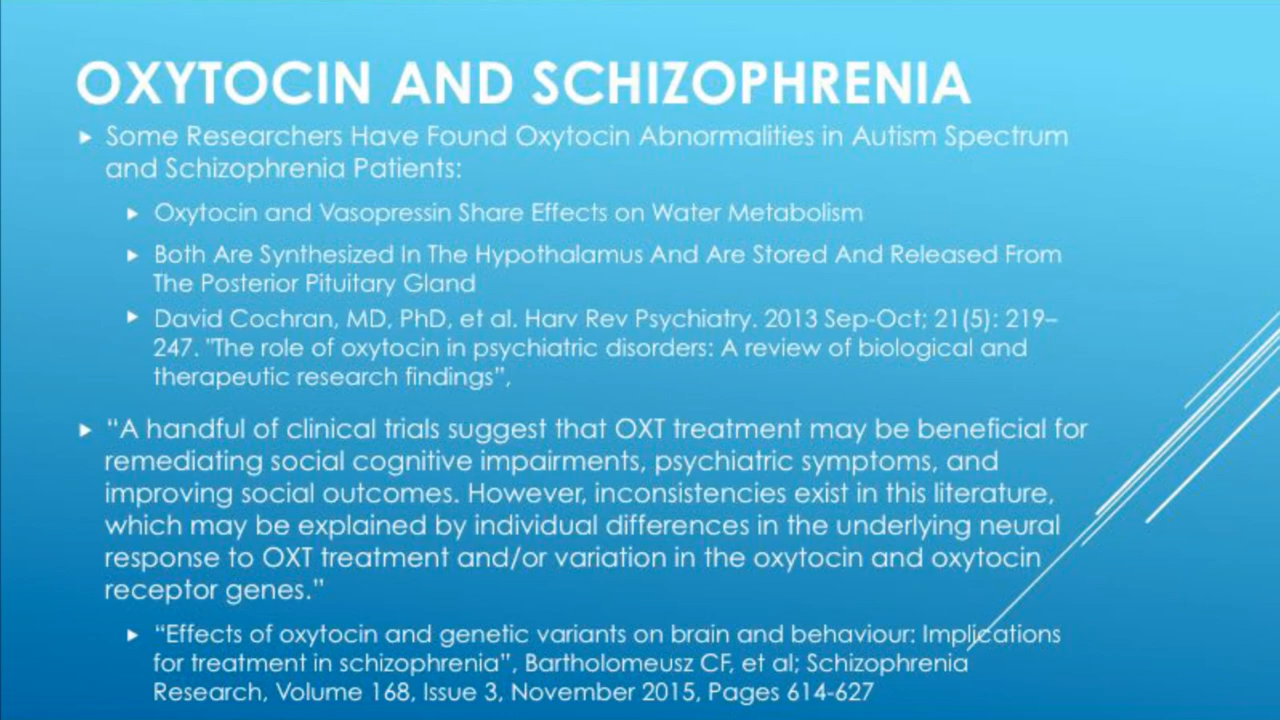 OXYTOCIN AND SCHIZOPHRENIA
Some Researchers Have Found Oxytocin Abnormalities in Autism Spectrum
and Schizophrenia Patients:
Oxytocin and Vasopressin Share Effects on Water Metabolism
Both Are Synthesized In The Hypothalamus And Are Stored And Released From
The Posterior Pituitary Gland
David Cochran, MD, PhD, et al. Harv Rev Psychiatry. 2013 Sep-Oct; 21(5): 219–
247. "The role of oxytocin in psychiatric disorders: A review of biological and
therapeutic research findings”,
“A handful of clinical trials suggest that OXT treatment may be beneficial for
remediating social cognitive impairments, psychiatric symptoms, and
improving social outcomes. However, inconsistencies exist in this literature,
which may be explained by individual differences in the underlying neural
response to OXT treatment and/or variation in the oxytocin and oxytocin
receptor genes.”
“Effects of oxytocin and genetic variants on brain and behaviour: Implications
for treatment in schizophrenia”, Bartholomeusz CF, et al; Schizophrenia
Research, Volume 168, Issue 3, November 2015, Pages 614-627